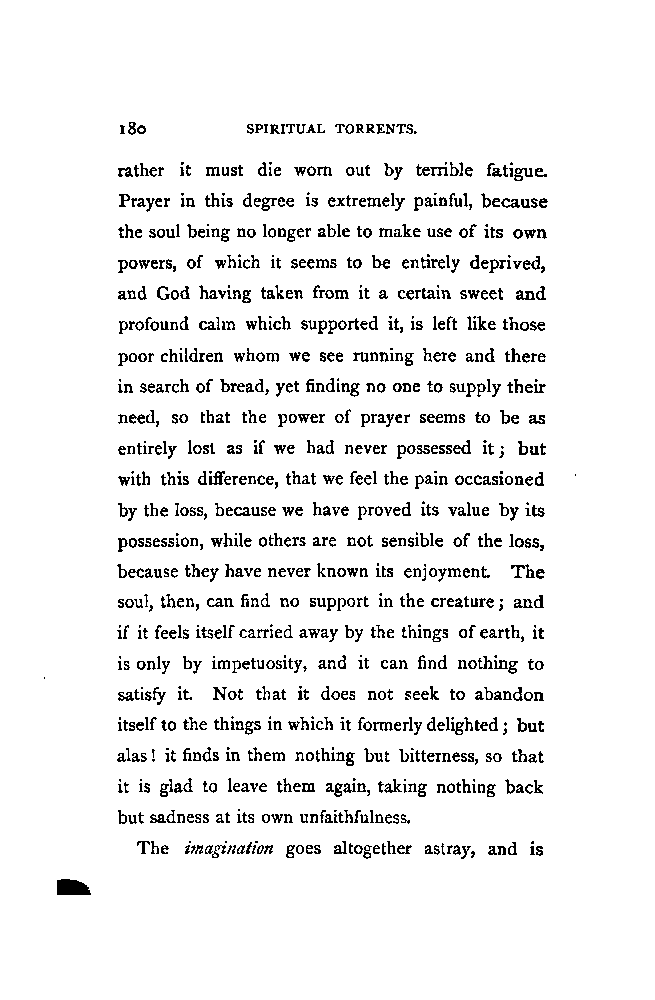 180 SPIRITUAL TORRENTS.
rather it must die worn out by terrible fatigue.
Prayer in this degree is extremely painful, because
the soul being no longer able to make use of its own
powers, of which it seems to be entirely deprived,
and God having taken from it a certain sweet and
profound calm which supported it, is left like those
poor children whom we see running here and there
in search of bread, yet finding no one to supply their
need, so that the power of prayer seems to be as
entirely lost as if we had never possessed it; but
with this difference, that we feel the pain occasioned
by the loss, because we have proved its value by its
possession, while others are not sensible of the loss,
because they have never known its enjoyment. The
soul, then, can find no support in the creature; and
if it feels itself carried away by the things of earth, it
is only by impetuosity, and it can find nothing to
satisfy it. Not that it does not seek to abandon
itself to the things in which it formerly delighted; but
alas! it finds in them nothing but bitterness, so that
it is glad to leave them again, taking nothing back
but sadness at its own unfaithfulness.
The imagination goes altogether astray, and is